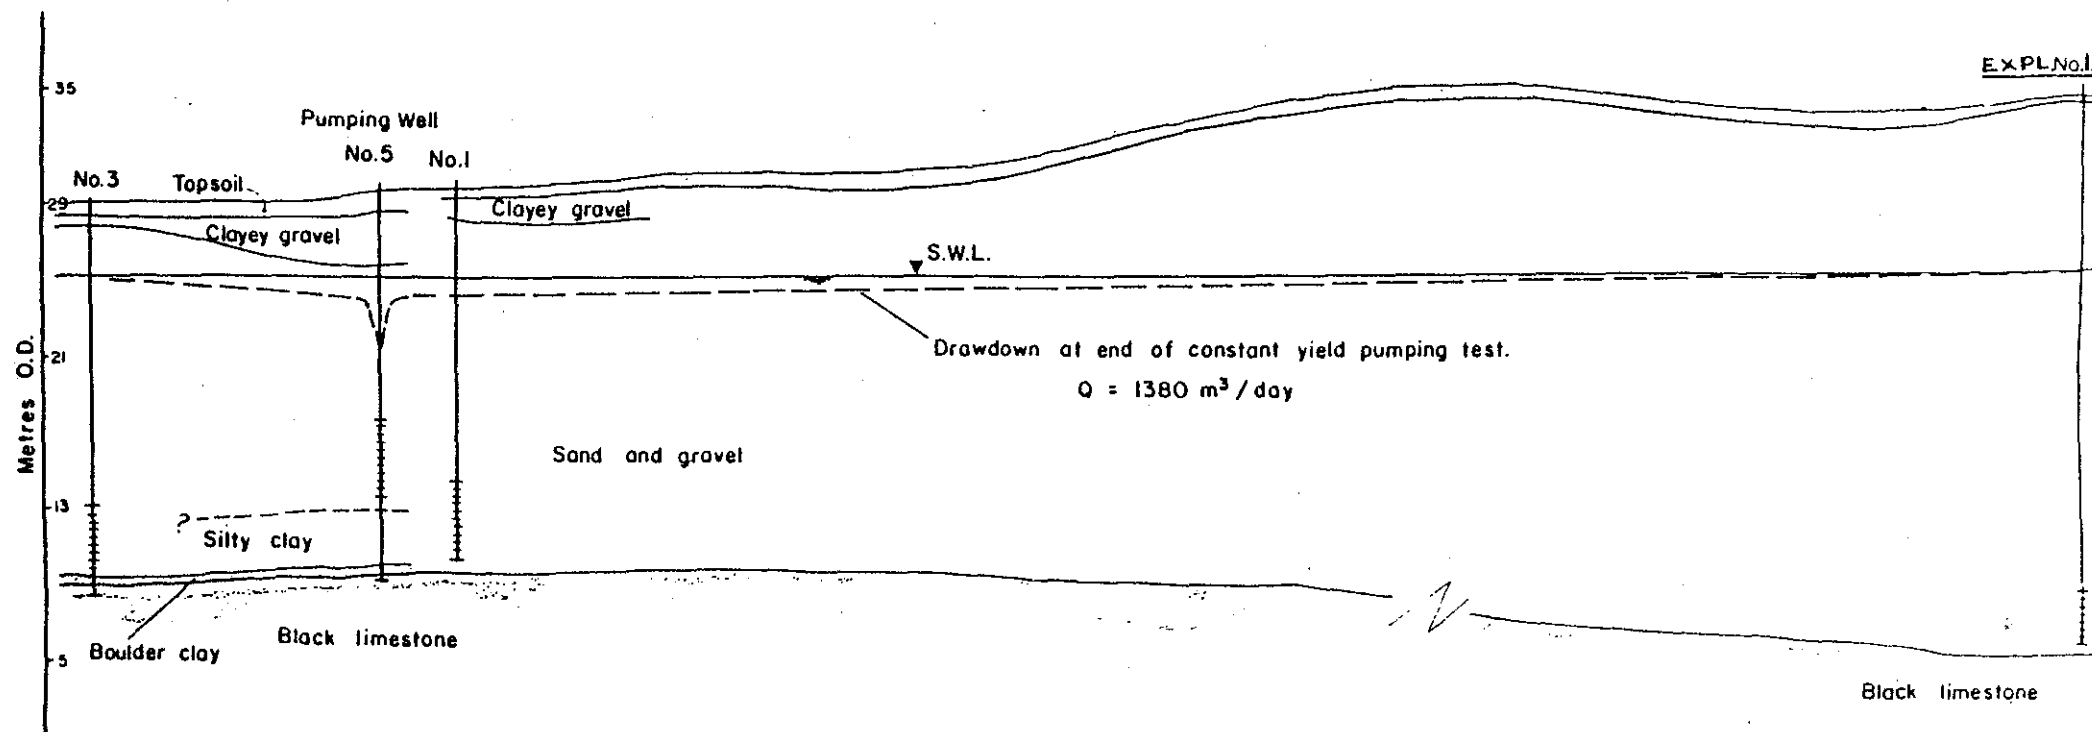 EXPL.No.1.
35
Pumping Well
No.5
No.1
No.3
Topsoil
29
Clayey gravel
Clayey gravel
S.W.L.
Metres O.D.
21
Drawdown at end of constant yield pumping test.
Q = 1380 m³/day
Sand and gravel
13
?
Silty clay
Black limestone
Boulder clay
5
Black limestone